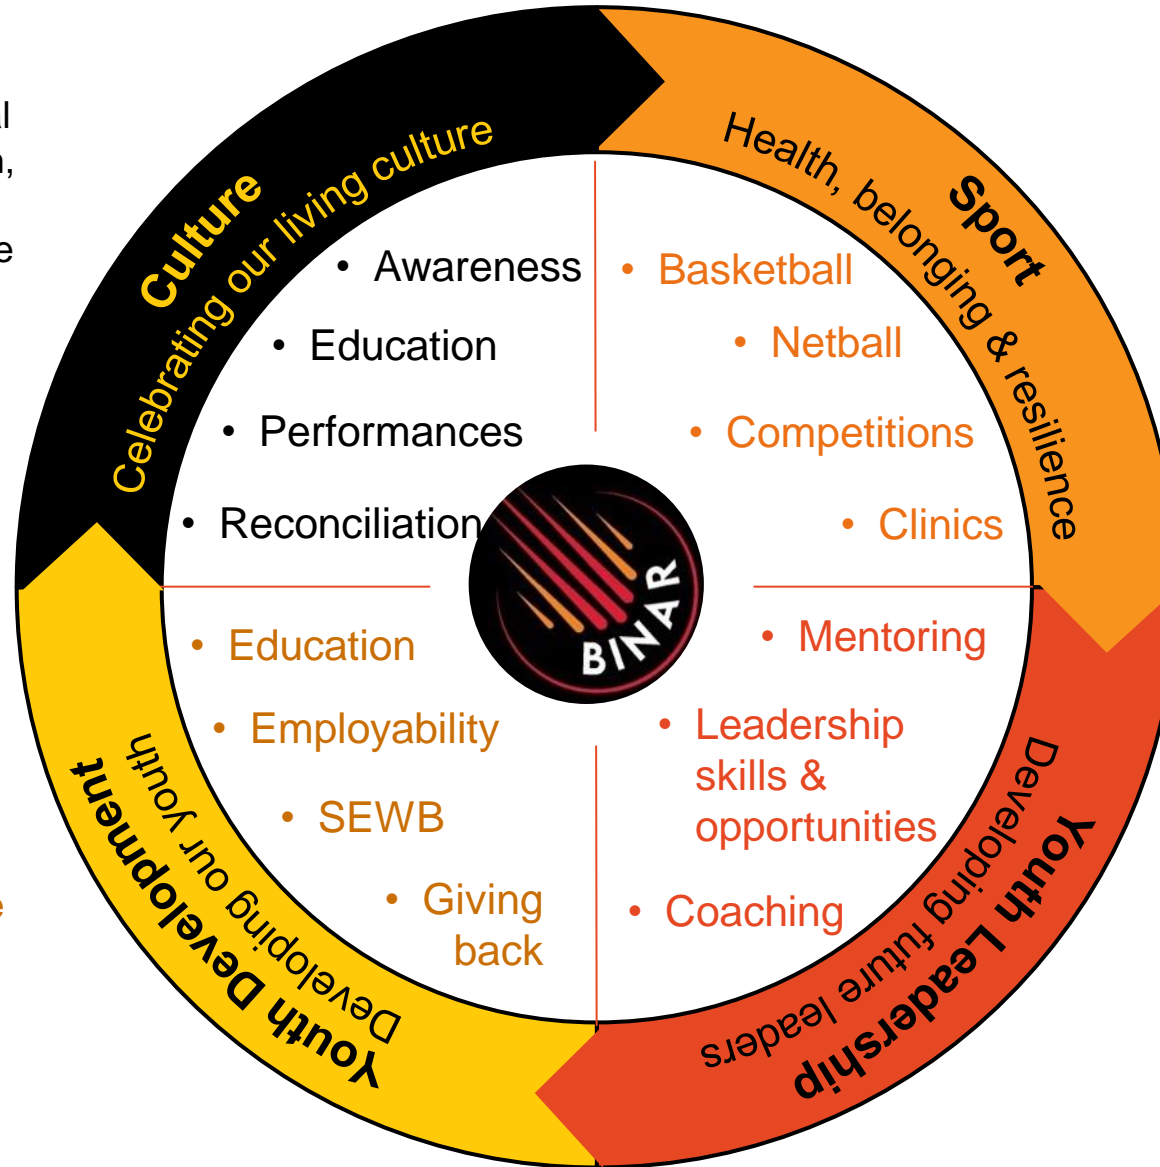 l
,
e
e
Culture
Celebrating our living culture
• Awareness
• Education
• Performances
• Reconciliation
Sport
Health, belonging & resilience
• Basketball
• Netball
• Competitions
• Clinics
BINAR
Youth Leadership
Developing future leaders
• Mentoring
• Leadership
skills &
opportunities
• Coaching
Youth Development
Developing our youth
• Education
• Employability
• SEWB
• Giving
back